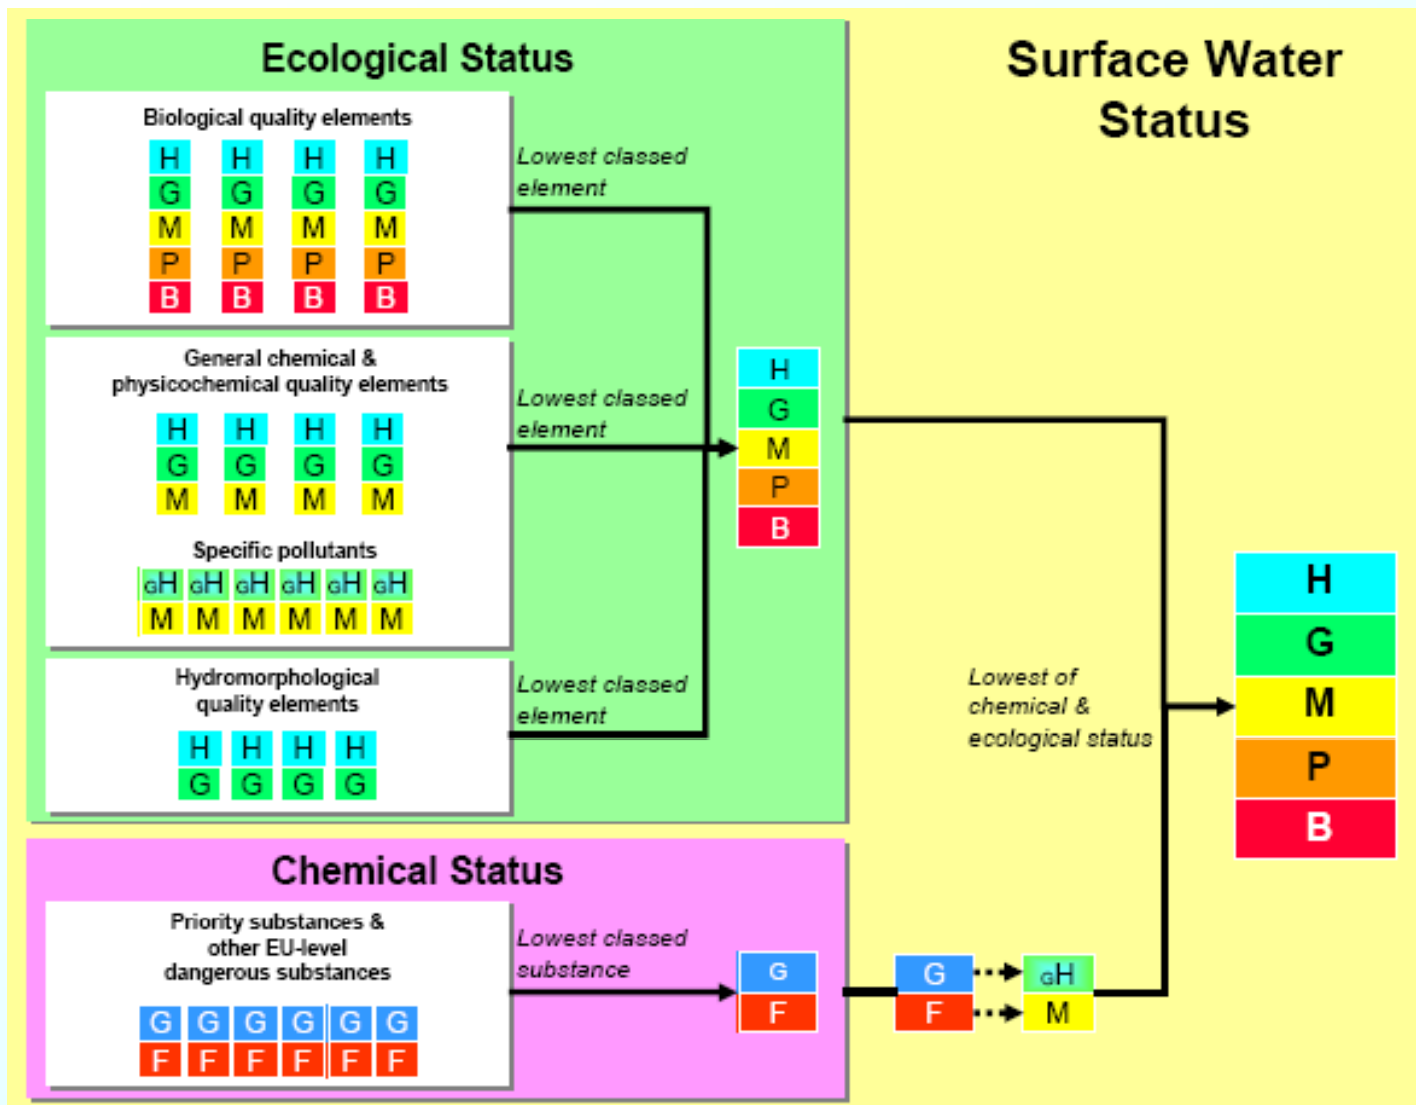 Ecological Status
Surface Water
Status
Biological quality elements
H H H H
G G G G
M M M M
P P P P
B B B B
Lowest classed
element
General chemical &
physicochemical quality elements
H H H H
G G G G
M M M M
Lowest classed
element
Specific pollutants
GH GH GH GH GH GH
M M M M M M
Hydromorphological
quality elements
H H H H
G G G G
Lowest classed
element
H
G
M
P
B
Lowest of
chemical &
ecological status
H
G
M
P
B
Chemical Status
Priority substances &
other EU-level
dangerous substances
G G G G G G
F F F F F F
Lowest classed
substance
G
F
G GH
F M